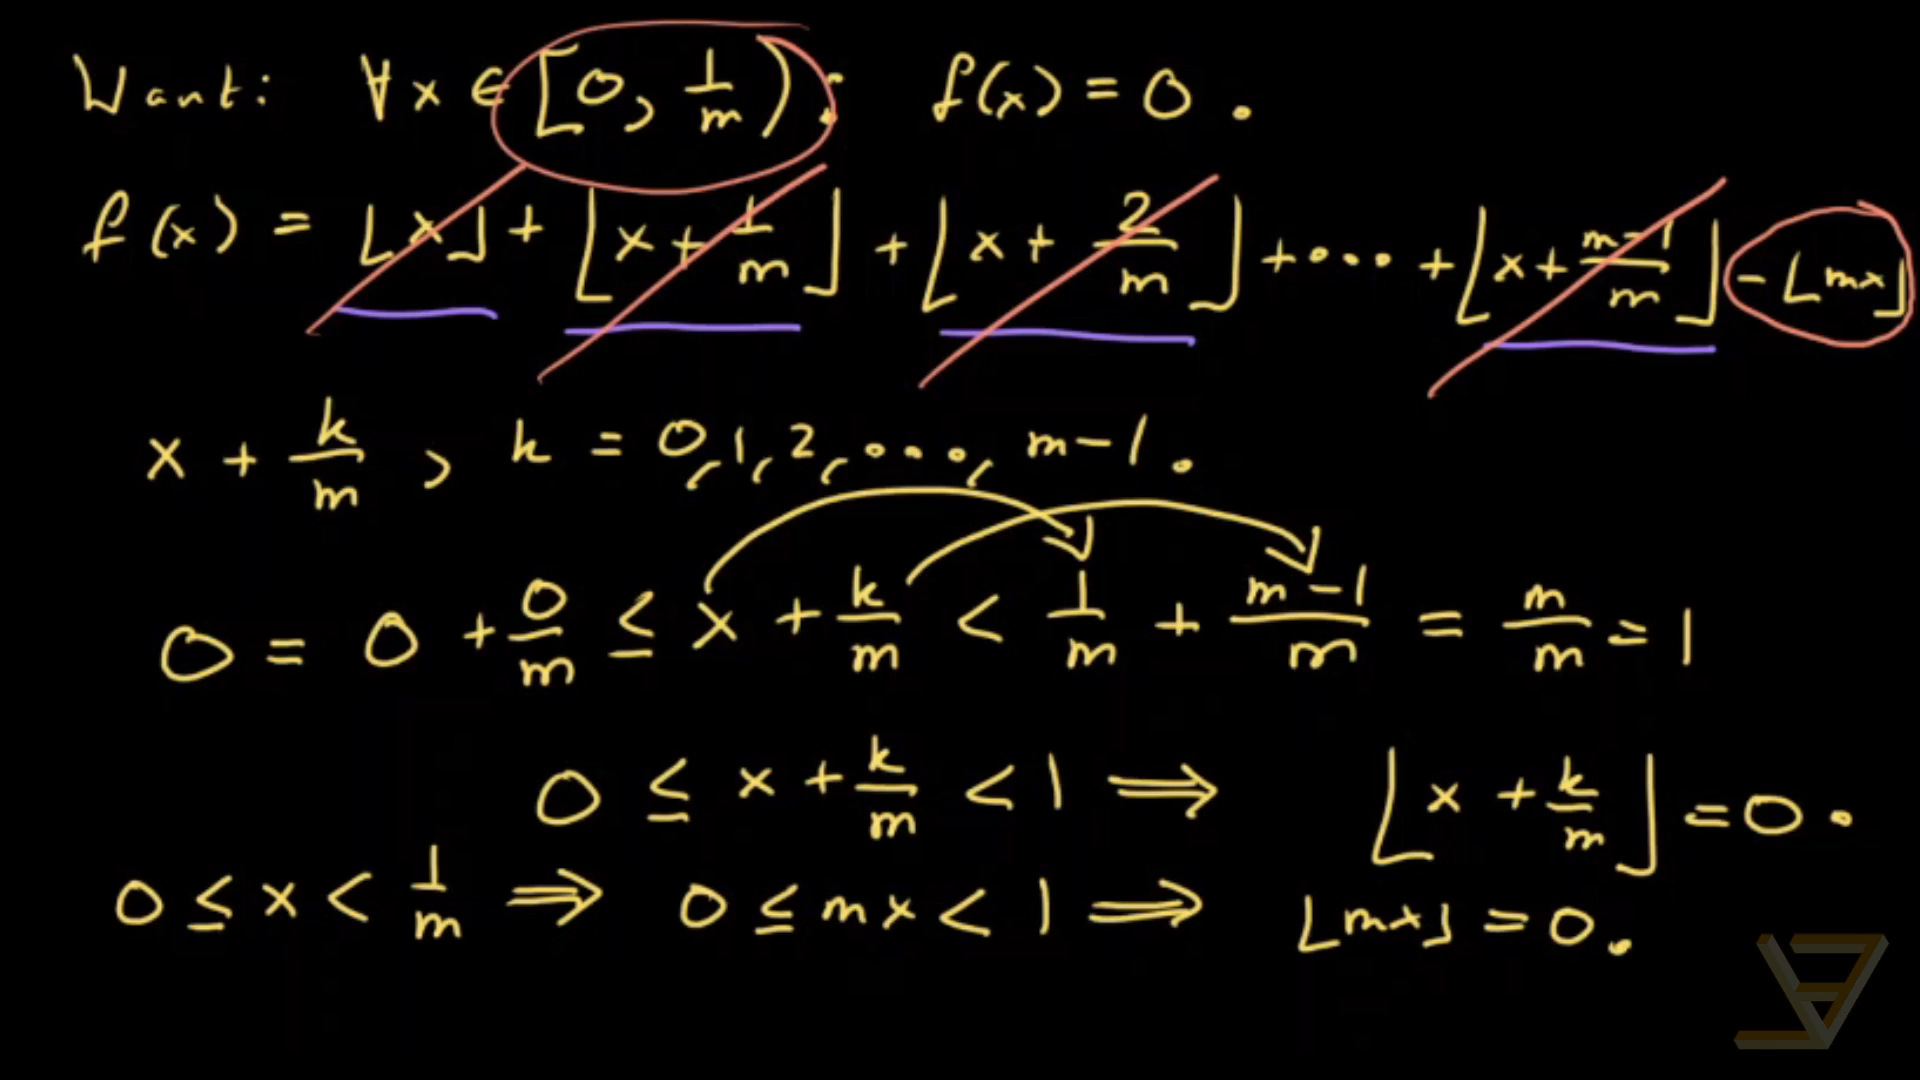 Want: ∀x ∈ [0, 1/m): f(x) = 0.
f(x) = ⌊x⌋ + ⌊x + 1/m⌋ + ⌊x + 2/m⌋ + ... + ⌊x + m-1/m⌋ - ⌊mx⌋
x + k/m, k = 0, 1, 2, ..., m-1.
0 = 0 + 0/m ≤ x + k/m < 1/m + m-1/m = m/m = 1
0 ≤ x + k/m < 1 ⟹ ⌊x + k/m⌋ = 0.
0 ≤ x < 1/m ⟹ 0 ≤ mx < 1 ⟹ ⌊mx⌋ = 0.